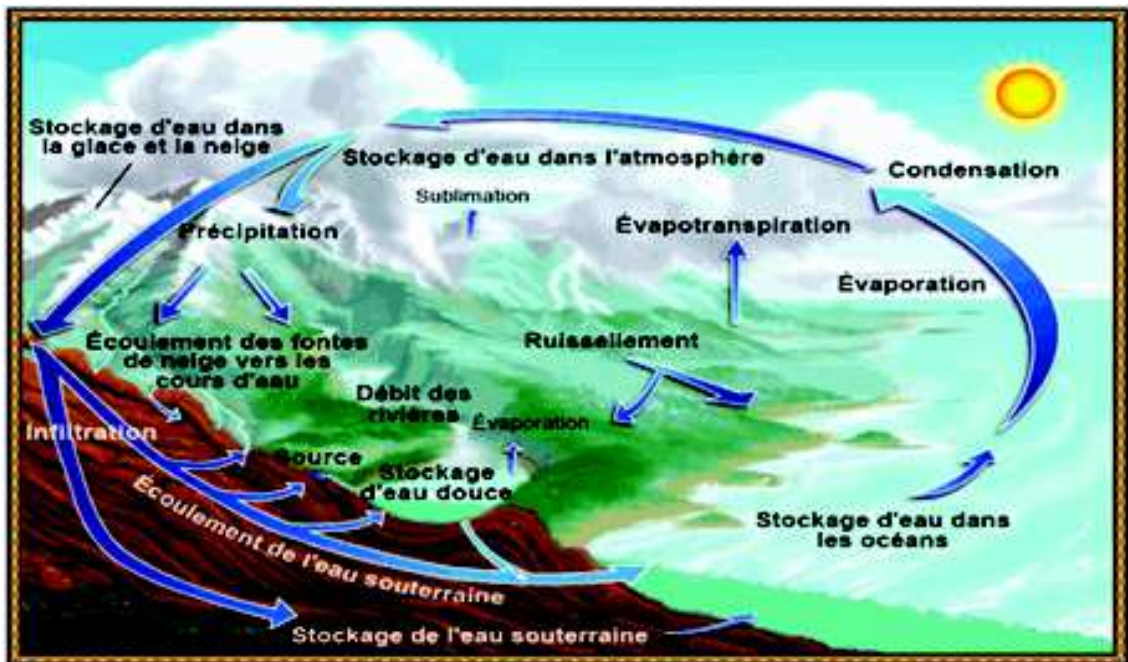 Stockage d'eau dans
la glace et la neige
Stockage d'eau dans l'atmosphère
Condensation
Sublimation
Précipitation
Évapotranspiration
Évaporation
Écoulement des fontes
de neige vers les
cours d'eau
Ruissellement
Débit des
rivières
Évaporation
Infiltration
Source
Stockage
d'eau douce
Écoulement de l'eau souterraine
Stockage d'eau dans
les océans
Stockage de l'eau souterraine